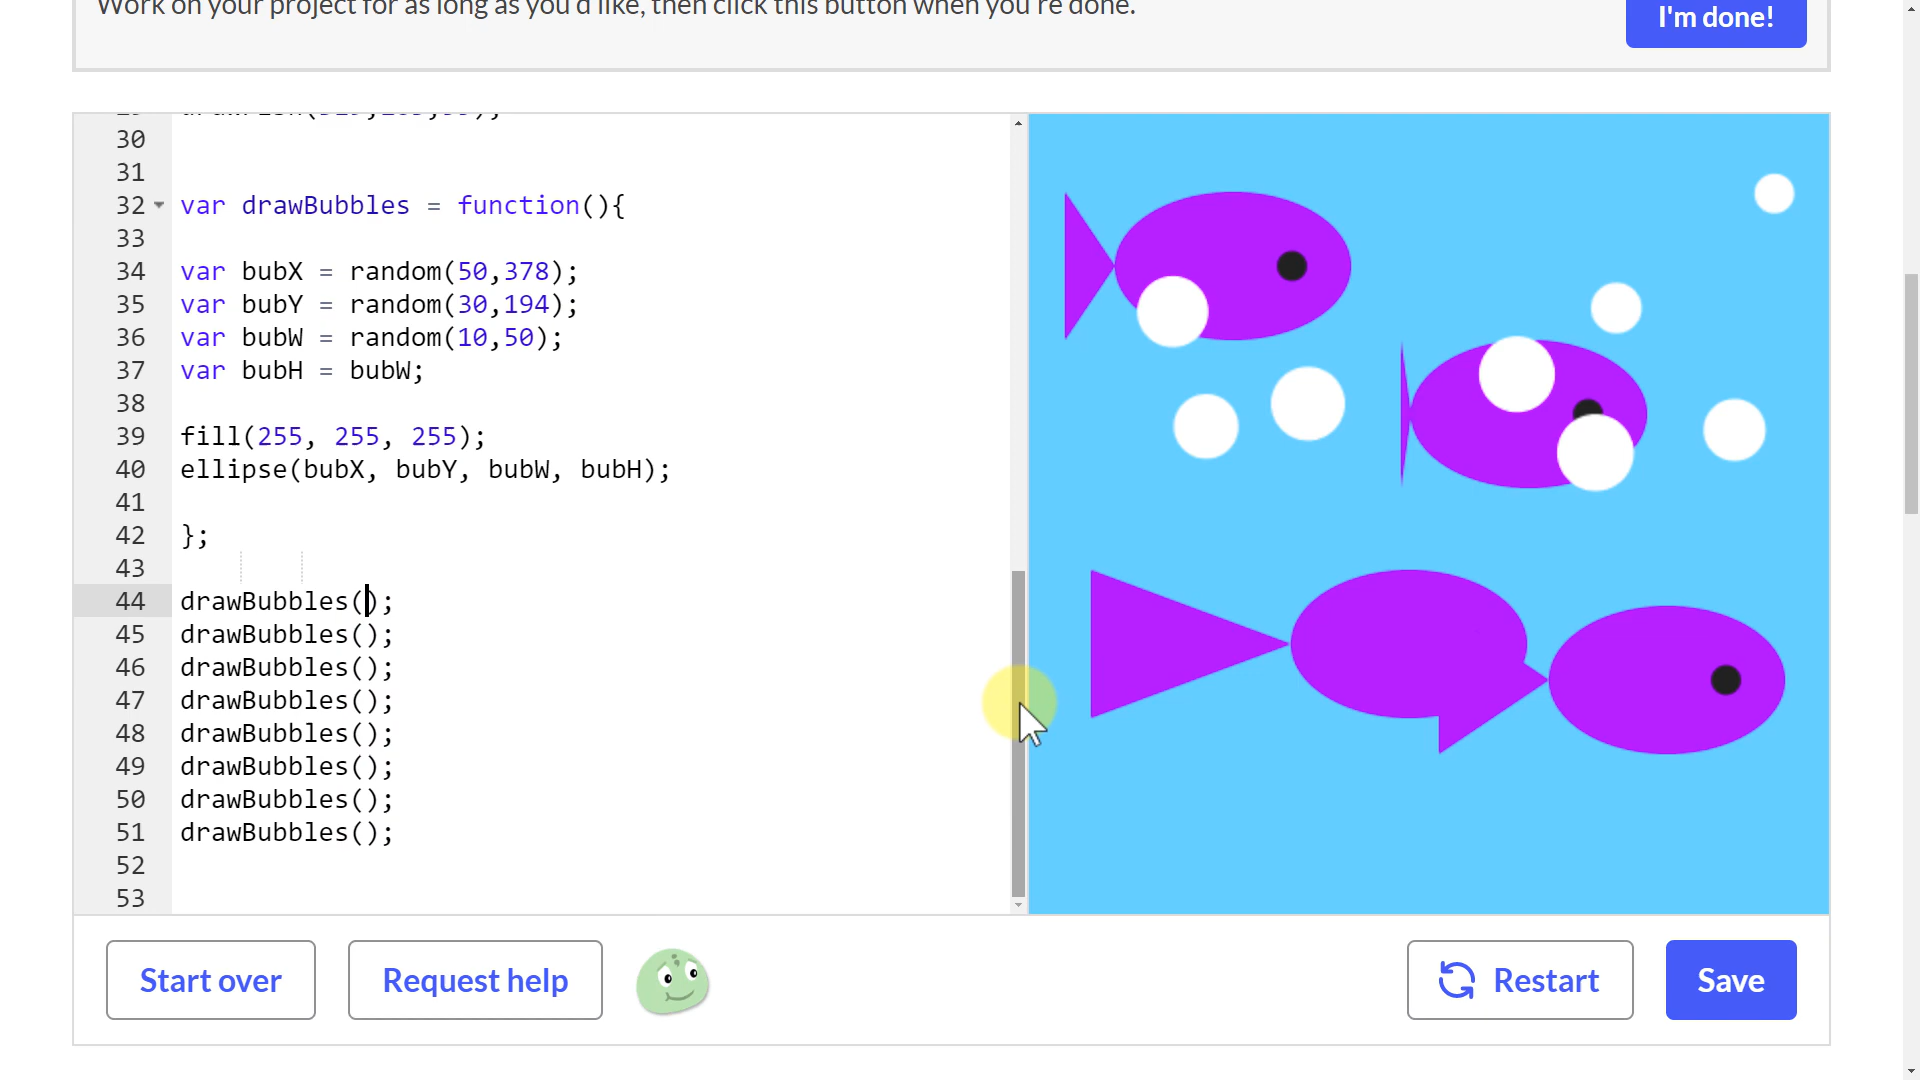 Work on your project for as long as you'd like, then click this button when you're done.
I'm done!
30
31
32 var drawBubbles = function(){
33
34 var bubX = random(50,378);
35 var bubY = random(30,194);
36 var bubW = random(10,50);
37 var bubH = bubW;
38
39 fill(255, 255, 255);
40 ellipse(bubX, bubY, bubW, bubH);
41
42 };
43
44 drawBubbles();
45 drawBubbles();
46 drawBubbles();
47 drawBubbles();
48 drawBubbles();
49 drawBubbles();
50 drawBubbles();
51 drawBubbles();
52
53
Start over
Request help
Restart
Save